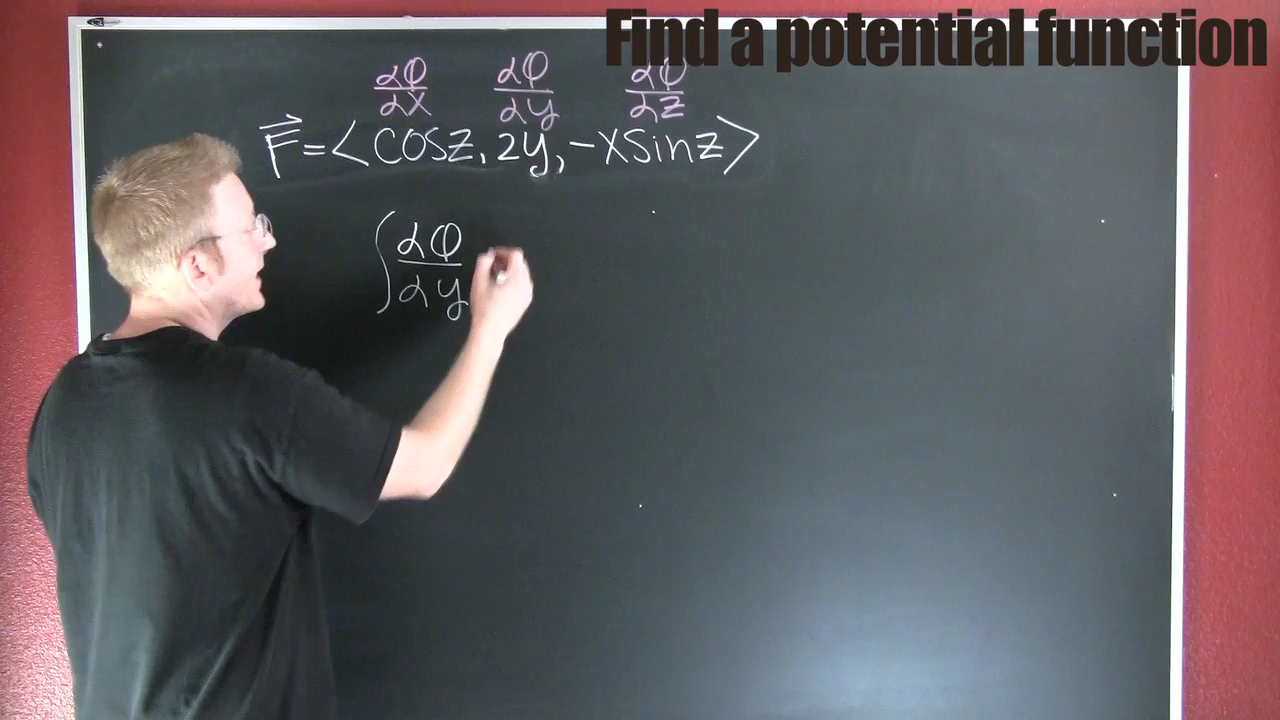 Find a potential function
∂φ/∂x ∂φ/∂y ∂φ/∂z
F⃗=<COSz, 2y, -XSinz>
∫ ∂φ/∂y